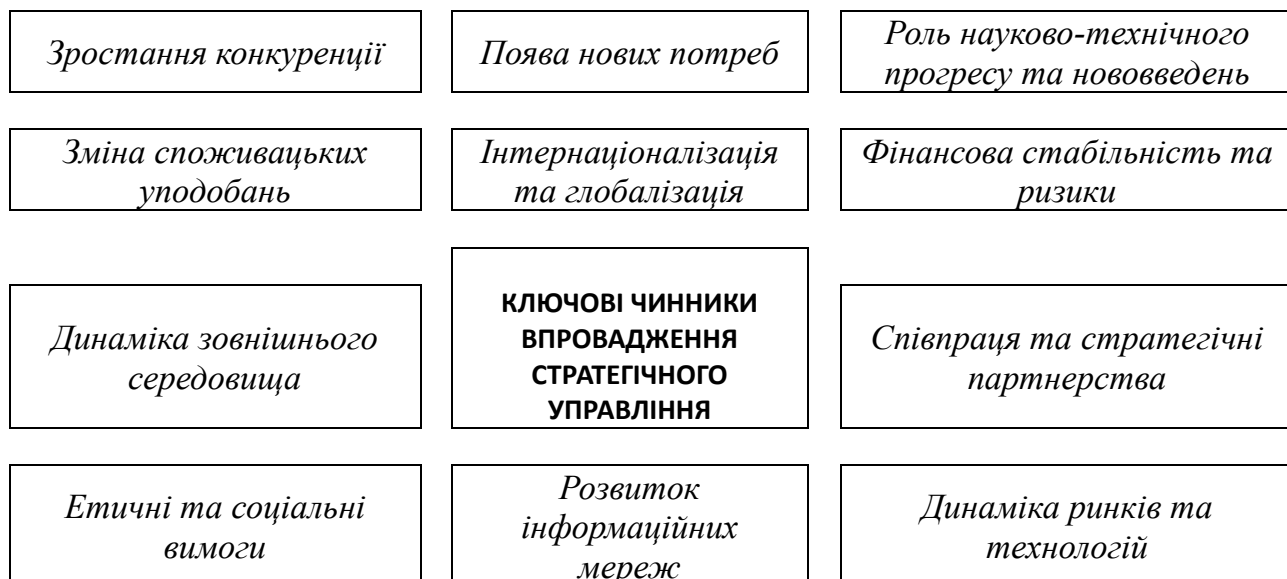 Зростання конкуренції
Поява нових потреб
Роль науково-технічного
прогресу та нововведень
Зміна споживацьких
уподобань
Інтернаціоналізація
та глобалізація
Фінансова стабільність та
ризики
Динаміка зовнішнього
середовища
КЛЮЧОВІ ЧИННИКИ
ВПРОВАДЖЕННЯ
СТРАТЕГІЧНОГО
УПРАВЛІННЯ
Співпраця та стратегічні
партнерства
Етичні та соціальні
вимоги
Розвиток
інформаційних
мереж
Динаміка ринків та
технологій